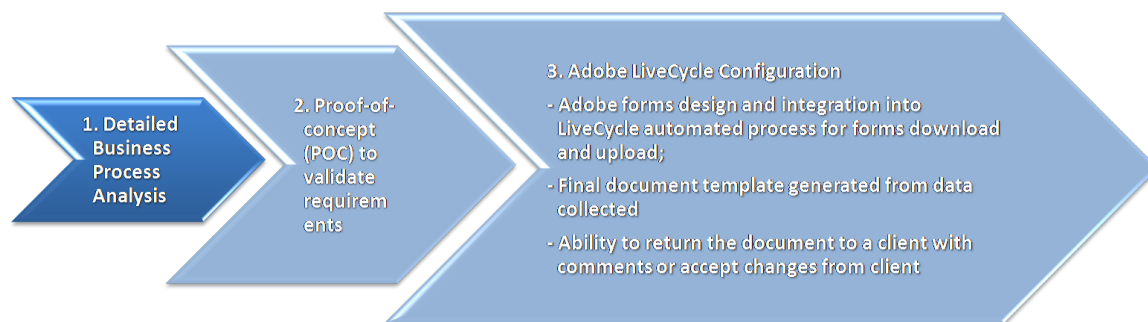 1. Detailed
Business
Process
Analysis
2. Proof-of-
concept
(POC) to
validate
requirem
ents
3. Adobe LiveCycle Configuration
- Adobe forms design and integration into
LiveCycle automated process for forms download
and upload;
- Final document template generated from data
collected
- Ability to return the document to a client with
comments or accept changes from client